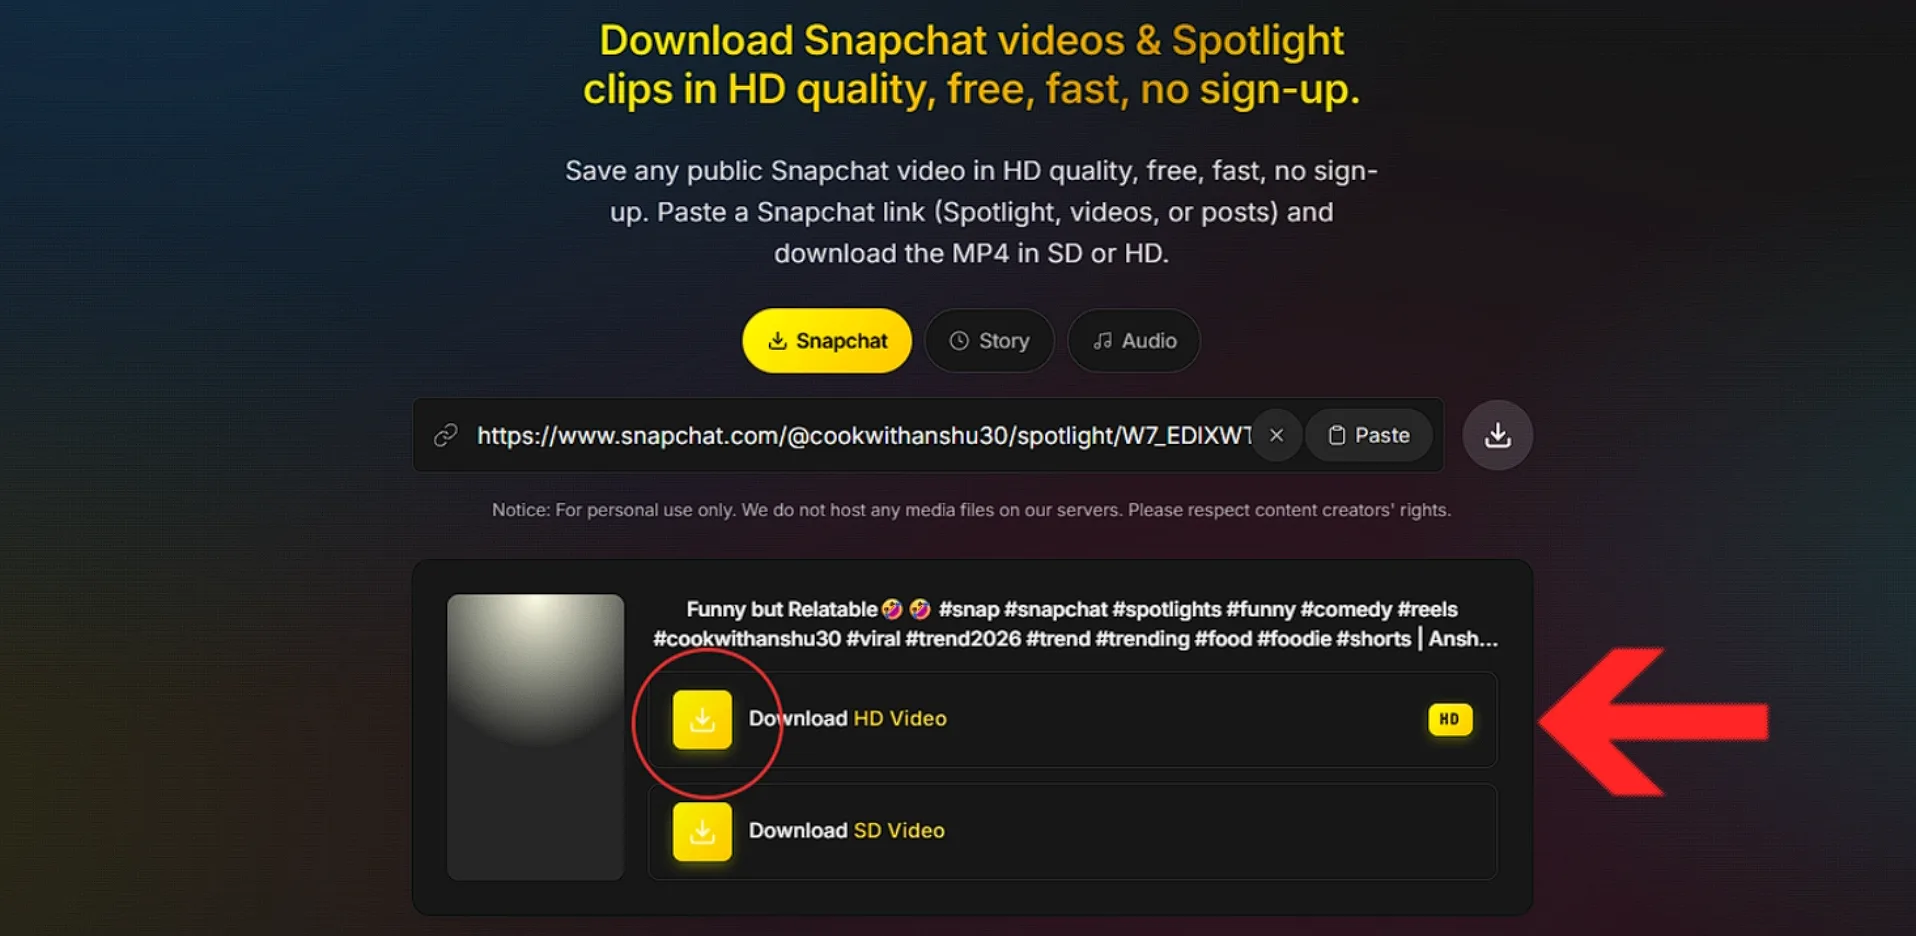 Download Snapchat videos & Spotlight
clips in HD quality, free, fast, no sign-up.
Save any public Snapchat video in HD quality, free, fast, no sign-
up. Paste a Snapchat link (Spotlight, videos, or posts) and
download the MP4 in SD or HD.
Snapchat Story Audio
https://www.snapchat.com/@cookwithanshu30/spotlight/W7_EDIXWT Paste
Notice: For personal use only. We do not host any media files on our servers. Please respect content creators' rights.
Funny but Relatable🤣🤣 #snap #snapchat #spotlights #funny #comedy #reels
#cookwithanshu30 #viral #trend2026 #trend #trending #food #foodie #shorts | Ansh...
Download HD Video HD
Download SD Video